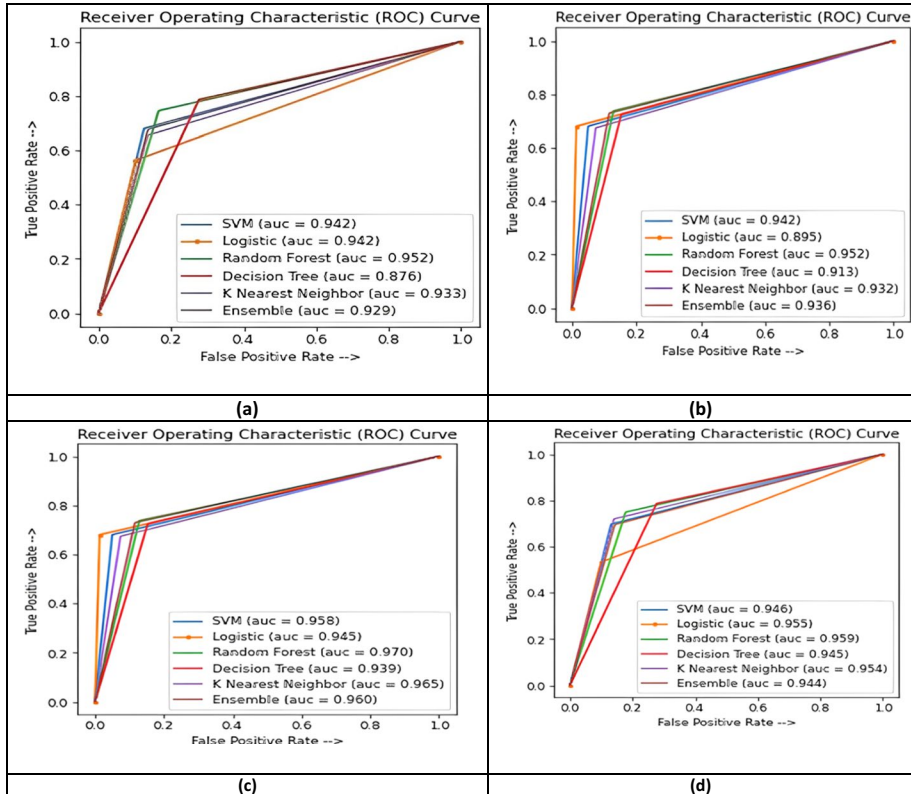 Receiver Operating Characteristic (ROC) Curve
1.0
0.8
0.6
0.4
0.2
0.0
True Positive Rate -->
SVM (auc = 0.942)
Logistic (auc = 0.942)
Random Forest (auc = 0.952)
Decision Tree (auc = 0.876)
K Nearest Neighbor (auc = 0.933)
Ensemble (auc = 0.929)
0.0 0.2 0.4 0.6 0.8 1.0
False Positive Rate -->
(a)
Receiver Operating Characteristic (ROC) Curve
1.0
0.8
0.6
0.4
0.2
0.0
True Positive Rate -->
SVM (auc = 0.942)
Logistic (auc = 0.895)
Random Forest (auc = 0.952)
Decision Tree (auc = 0.913)
K Nearest Neighbor (auc = 0.932)
Ensemble (auc = 0.936)
0.0 0.2 0.4 0.6 0.8 1.0
False Positive Rate -->
(b)
Receiver Operating Characteristic (ROC) Curve
1.0
0.8
0.6
0.4
0.2
0.0
True Positive Rate -->
SVM (auc = 0.958)
Logistic (auc = 0.945)
Random Forest (auc = 0.970)
Decision Tree (auc = 0.939)
K Nearest Neighbor (auc = 0.965)
Ensemble (auc = 0.960)
0.0 0.2 0.4 0.6 0.8 1.0
False Positive Rate -->
(c)
Receiver Operating Characteristic (ROC) Curve
1.0
0.8
0.6
0.4
0.2
0.0
True Positive Rate -->
SVM (auc = 0.946)
Logistic (auc = 0.955)
Random Forest (auc = 0.959)
Decision Tree (auc = 0.945)
K Nearest Neighbor (auc = 0.954)
Ensemble (auc = 0.944)
0.0 0.2 0.4 0.6 0.8 1.0
False Positive Rate -->
(d)